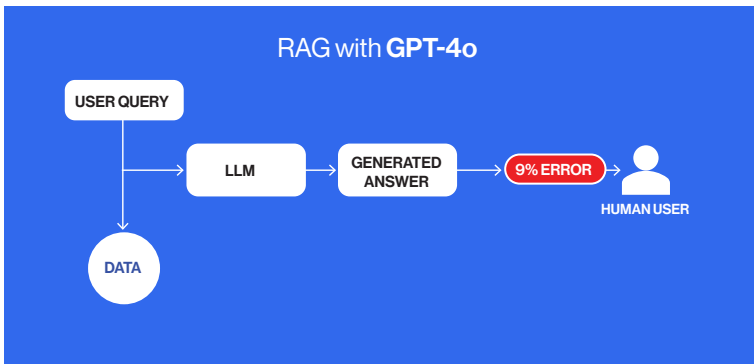 RAG with GPT-4o
USER QUERY
LLM
GENERATED
ANSWER
9% ERROR
HUMAN USER
DATA